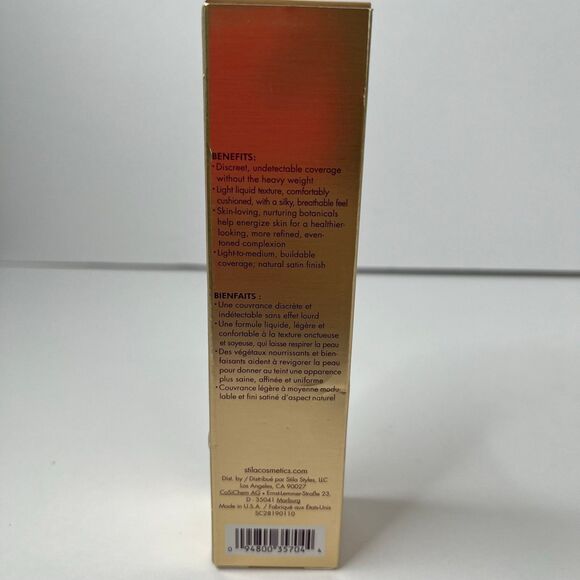 BENEFITS:
• Discreet, undetectable coverage
without the heavy weight
• Light liquid texture, comfortably
cushioned, with a silky, breathable feel
• Skin-loving, nurturing botanicals
help energize skin for a healthier-
looking, more refined, even-
toned complexion
• Light-to-medium, buildable
coverage, natural satin finish
BIENFAITS :
• Une couvrance discrète et
indétectable sans effet lourd
• Une formule liquide, légère et
confortable à la texture onctueuse
et soyeuse, qui laisse respirer la peau
• Des végétaux nourrissants et bien-
faisants aident à revigorer la peau
pour donner au teint une apparence
plus saine, affinée et uniforme
• Couvrance légère à moyenne modu-
lable et fini satiné d'aspect naturel
stilacosmetics.com
Dist. by / Distribué par Stila Styles, LLC
Los Angeles, CA 90027
CoSiChem AG • Ernst-Lemmer-Straße 23,
D - 35041 Marburg
Made in U.S.A. / Fabriqué aux États-Unis
SC28190110
0 94800 35704 4